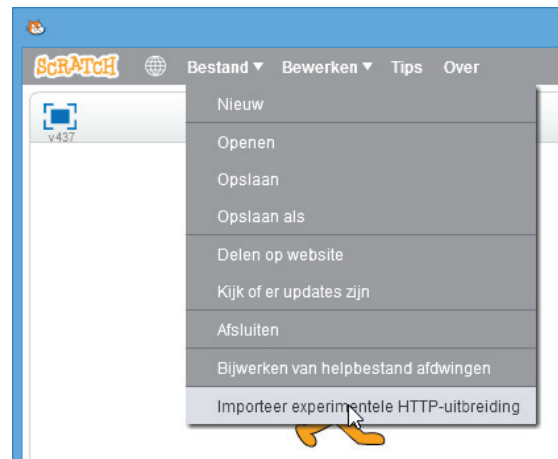 SCRATCH Bestand Bewerken Tips Over
v437
Nieuw
Openen
Opslaan
Opslaan als
Delen op website
Kijk of er updates zijn
Afsluiten
Bijwerken van helpbestand afdwingen
Importeer experimentele HTTP-uitbreiding